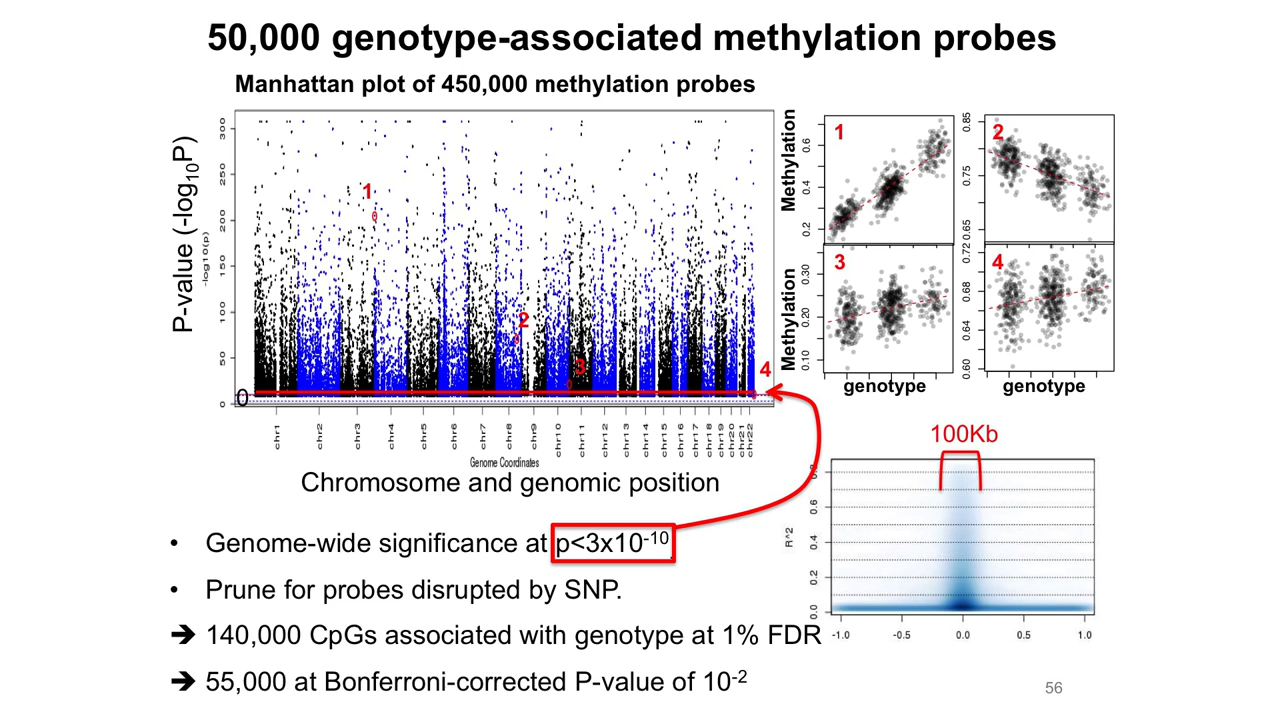 50,000 genotype-associated methylation probes
Manhattan plot of 450,000 methylation probes
P-value (-log10P)
-log10(p)
0 50 100 150 200 250 300
0
1
2
3
4
chr1 chr2 chr3 chr4 chr5 chr6 chr7 chr8 chr9 chr10 chr11 chr12 chr13 chr14 chr15 chr16 chr17 chr18 chr19 chr20 chr21 chr22
Genome Coordinates
Chromosome and genomic position
Methylation
0.2 0.4 0.6
1
0.65 0.75 0.85
2
Methylation
0.10 0.20 0.30
3
0.60 0.64 0.68 0.72
4
genotype
genotype
100Kb
R^2
0.0 0.2 0.4 0.6 0.8
-1.0 -0.5 0.0 0.5 1.0
• Genome-wide significance at p<3x10-10
• Prune for probes disrupted by SNP.
➔ 140,000 CpGs associated with genotype at 1% FDR
➔ 55,000 at Bonferroni-corrected P-value of 10-2
56